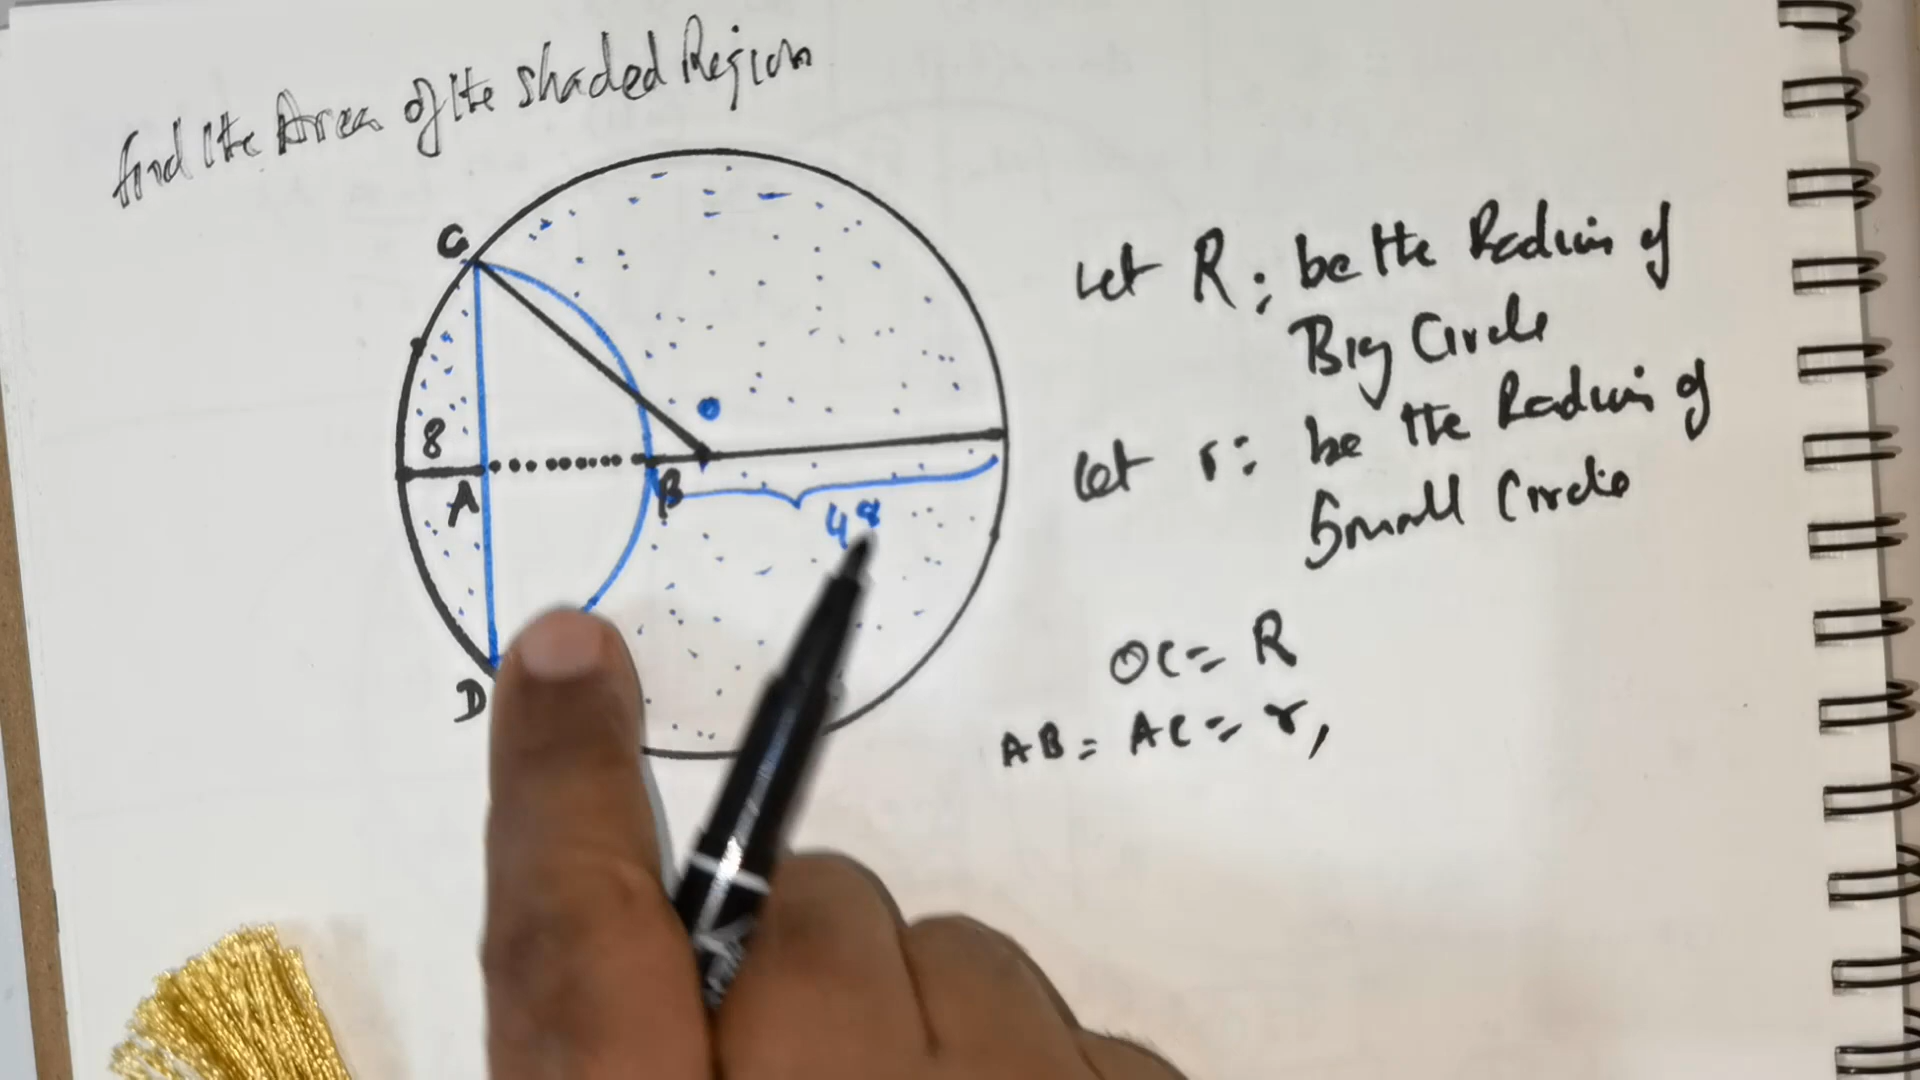 find the Area of the shaded Region
C
8
A
B
48
D
Let R: be the Radius of
Big Circle
Let r: be the Radius of
Small Circle
OC = R
AB = AC = r,